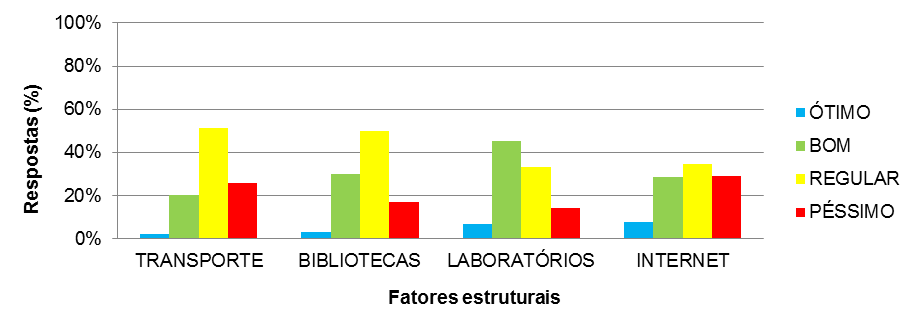 100%
80%
60%
40%
20%
0%
Respostas (%)
TRANSPORTE
BIBLIOTECAS
LABORATÓRIOS
INTERNET
Fatores estruturais
ÓTIMO
BOM
REGULAR
PÉSSIMO